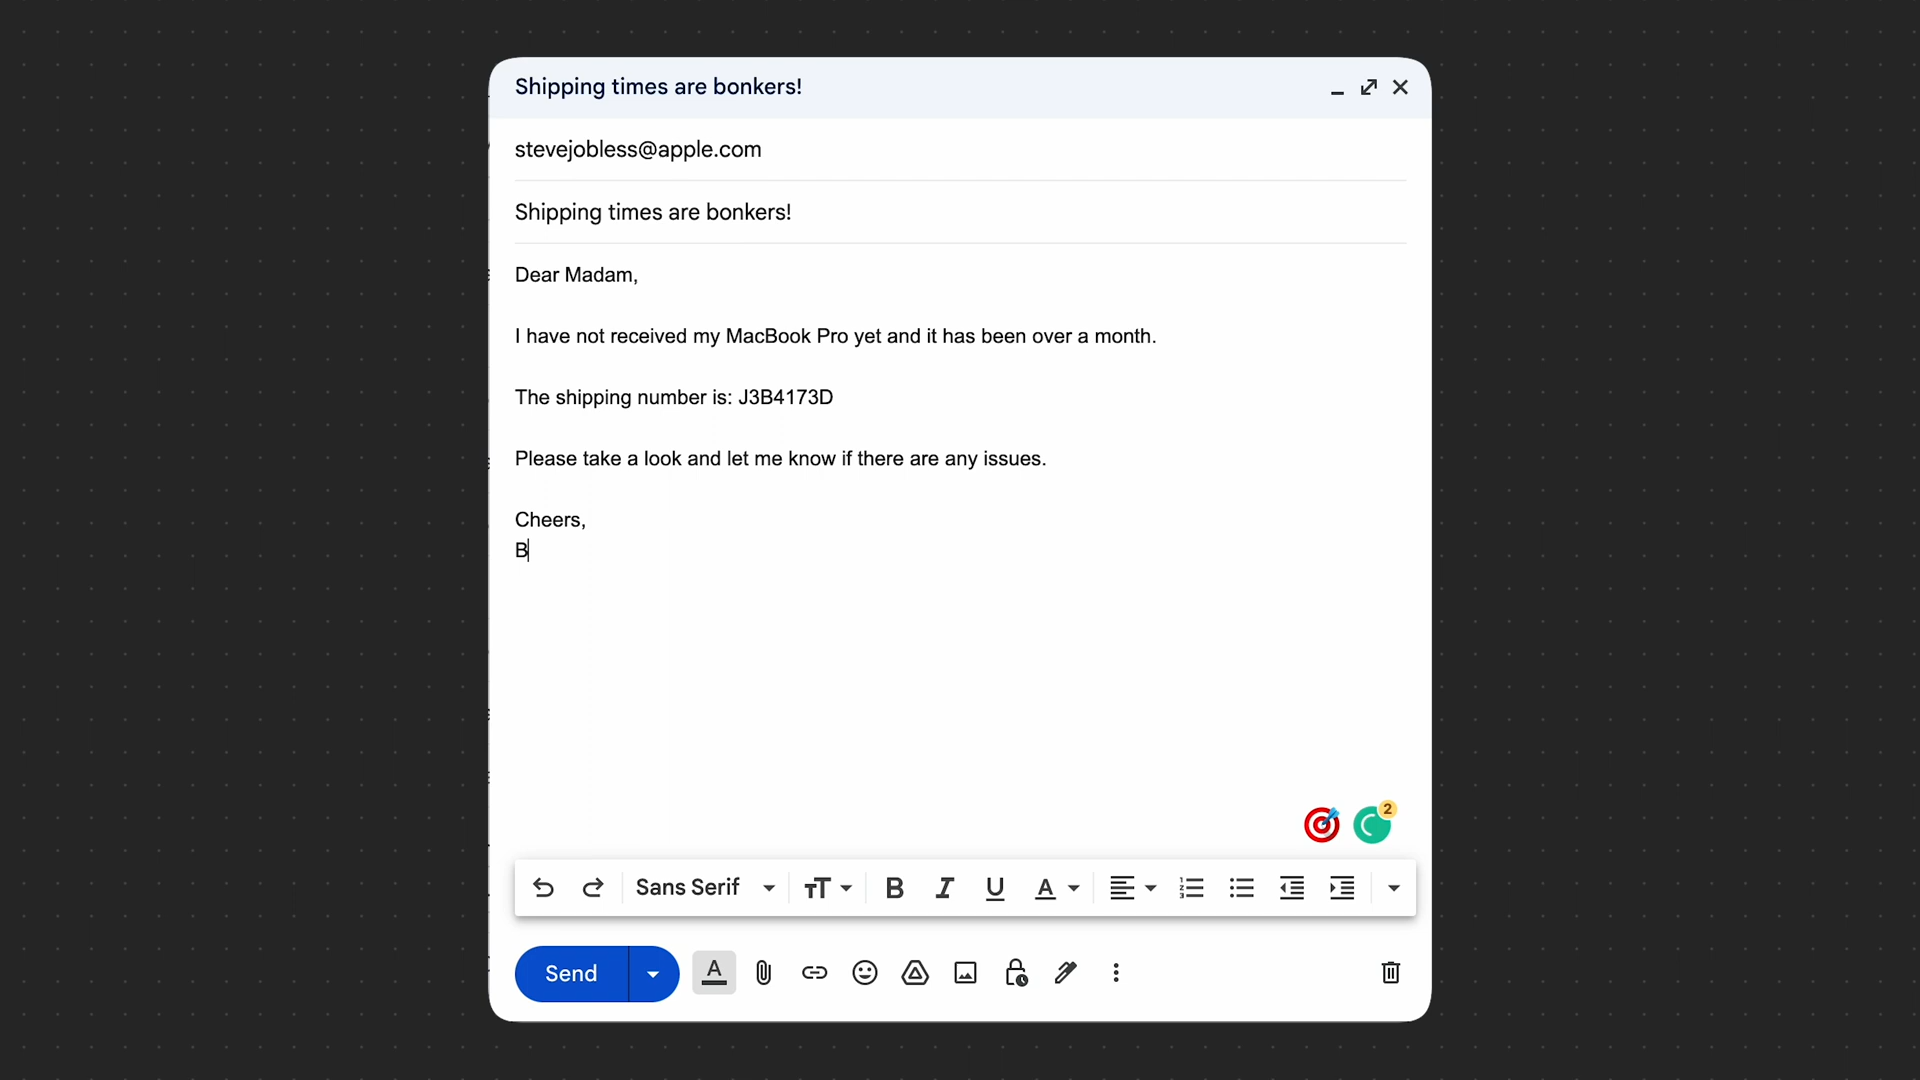 Shipping times are bonkers!
stevejobless@apple.com
Shipping times are bonkers!
Dear Madam,
I have not received my MacBook Pro yet and it has been over a month.
The shipping number is: J3B4173D
Please take a look and let me know if there are any issues.
Cheers,
B
2
Sans Serif
Send